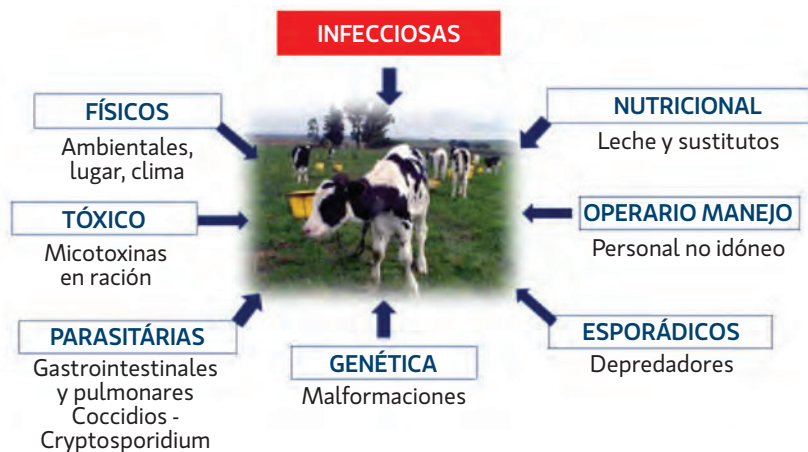 INFECCIOSAS
FÍSICOS
Ambientales,
lugar, clima
NUTRICIONAL
Leche y sustitutos
TÓXICO
Micotoxinas
en ración
OPERARIO MANEJO
Personal no idóneo
PARASITÁRIAS
Gastrointestinales
y pulmonares
Coccidios -
Cryptosporidium
GENÉTICA
Malformaciones
ESPORÁDICOS
Depredadores